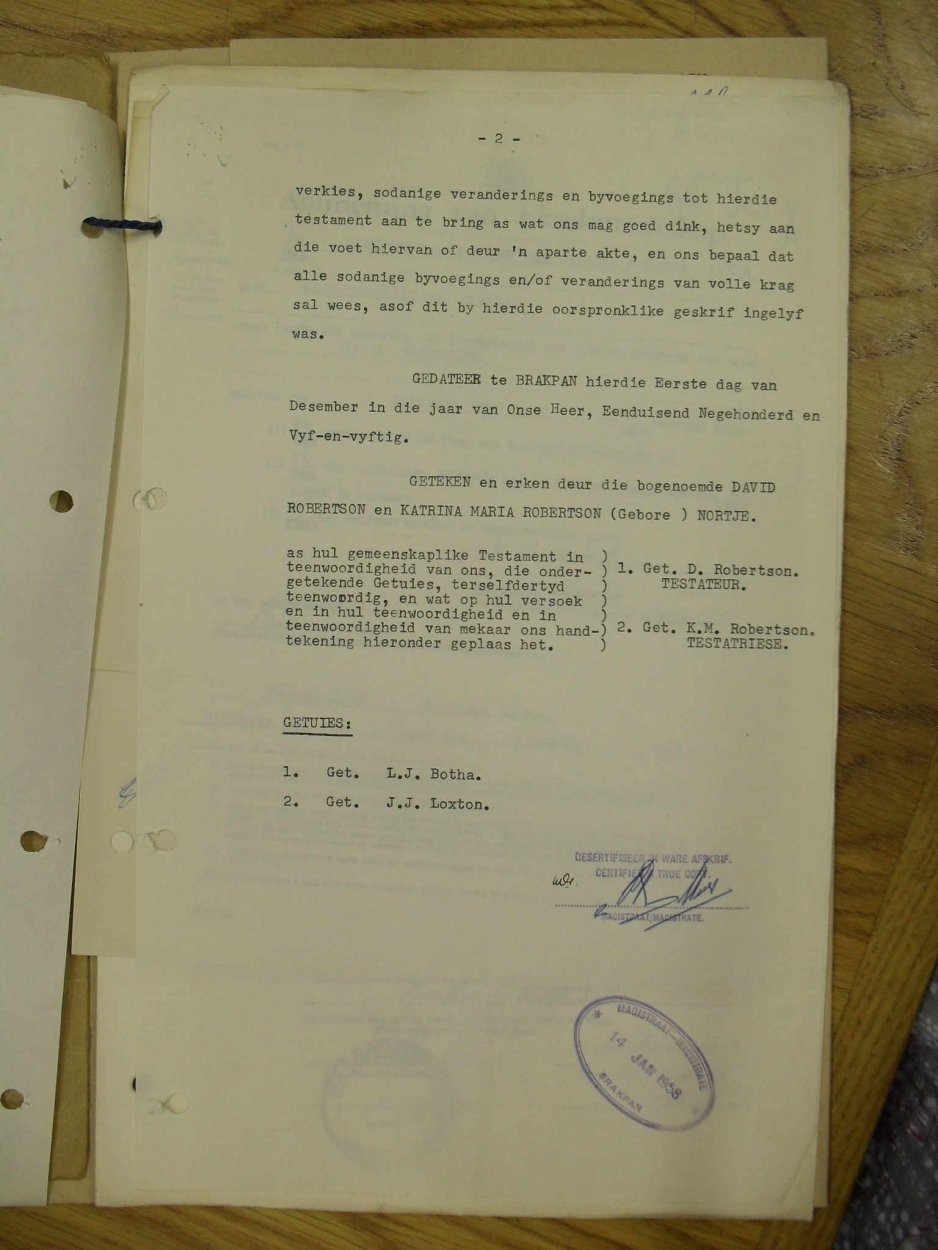 - 2 -
verkies, sodanige veranderings en byvoegings tot hierdie
testament aan te bring as wat ons mag goed dink, hetsy aan
die voet hiervan of deur 'n aparte akte, en ons bepaal dat
alle sodanige byvoegings en/of veranderings van volle krag
sal wees, asof dit by hierdie oorspronklike geskrif ingelyf
was.
GEDATEER te BRAKPAN hierdie Eerste dag van
Desember in die jaar van Onse Heer, Eenduisend Negehonderd en
Vyf-en-vyftig.
GETEKEN en erken deur die bogenoemde DAVID
ROBERTSON en KATRINA MARIA ROBERTSON (Gebore ) NORTJE.
as hul gemeenskaplike Testament in )
teenwoordigheid van ons, die onder- ) 1. Get. D. Robertson.
getekende Getuies, terselfdertyd ) TESTATEUR.
teenwoordig, en wat op hul versoek )
en in hul teenwoordigheid en in )
teenwoordigheid van mekaar ons hand-) 2. Get. K.M. Robertson.
tekening hieronder geplaas het. ) TESTATRIESE.
GETUIES:
1. Get. L.J. Botha.
2. Get. J.J. Loxton.
GESERTIFISEER 'N WARE AFSKRIF.
CERTIFIED A TRUE COPY.
MAGISTRAAT/MAGISTRATE.
MAGISTRAAT—MAGISTRATE
14 JAN 1958
BRAKPAN